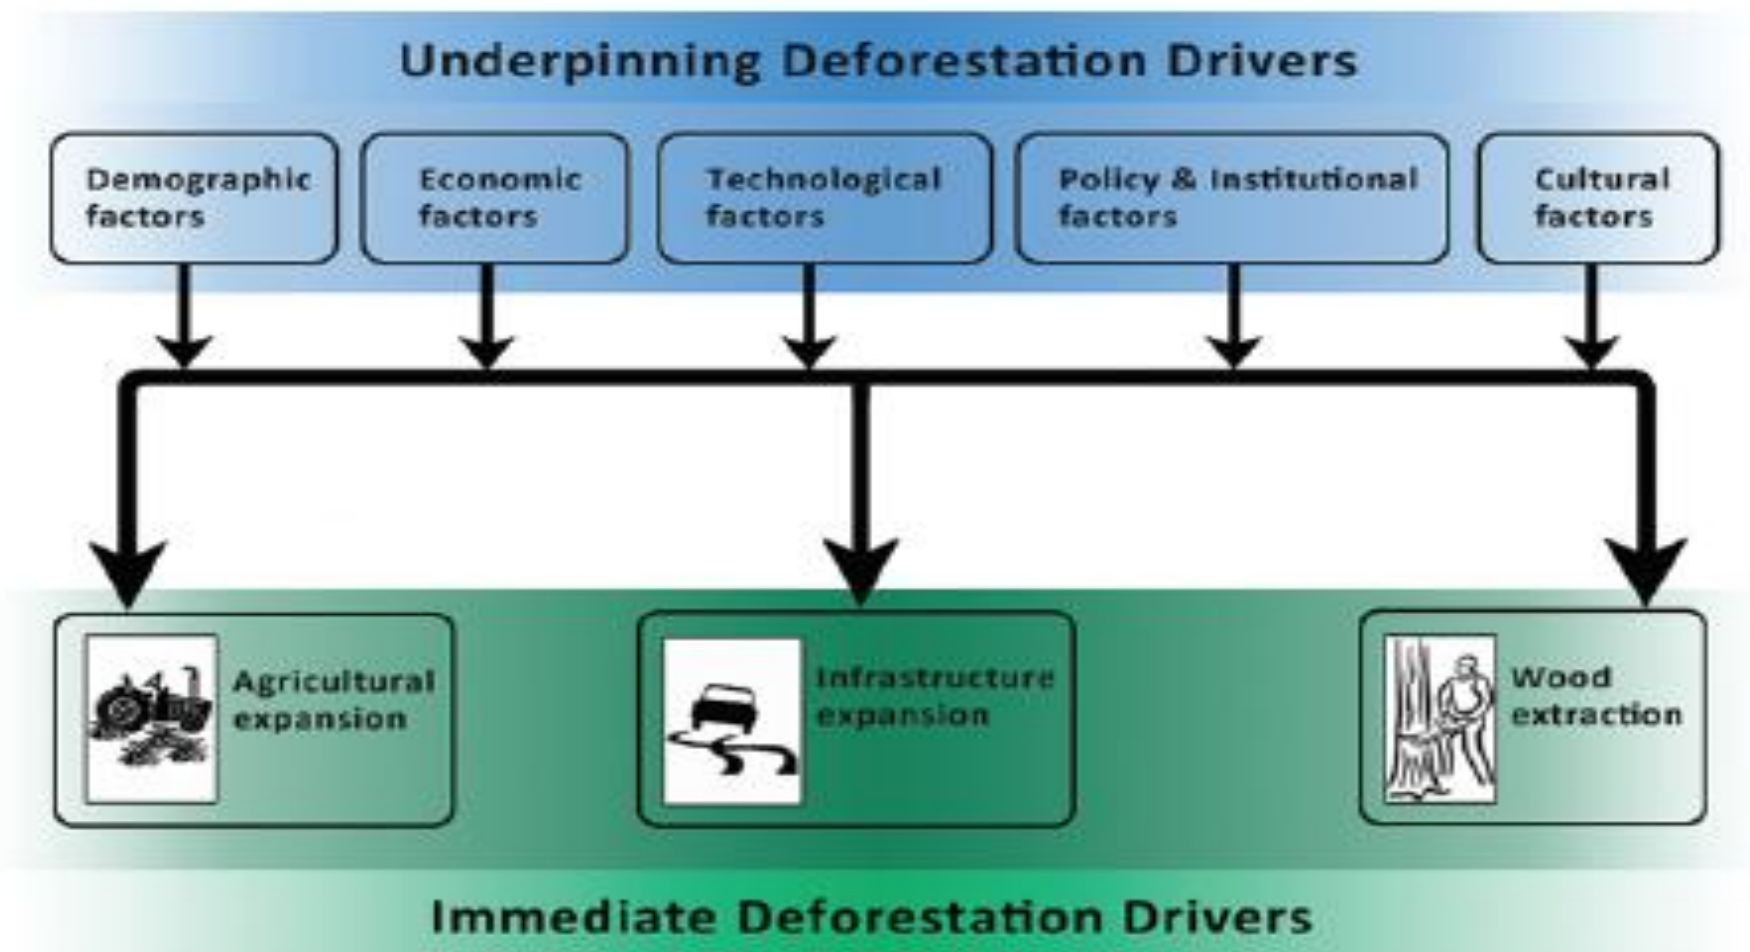 Underpinning Deforestation Drivers
Demographic
factors
Economic
factors
Technological
factors
Policy & Institutional
factors
Cultural
factors
Agricultural
expansion
Infrastructure
expansion
Wood
extraction
Immediate Deforestation Drivers